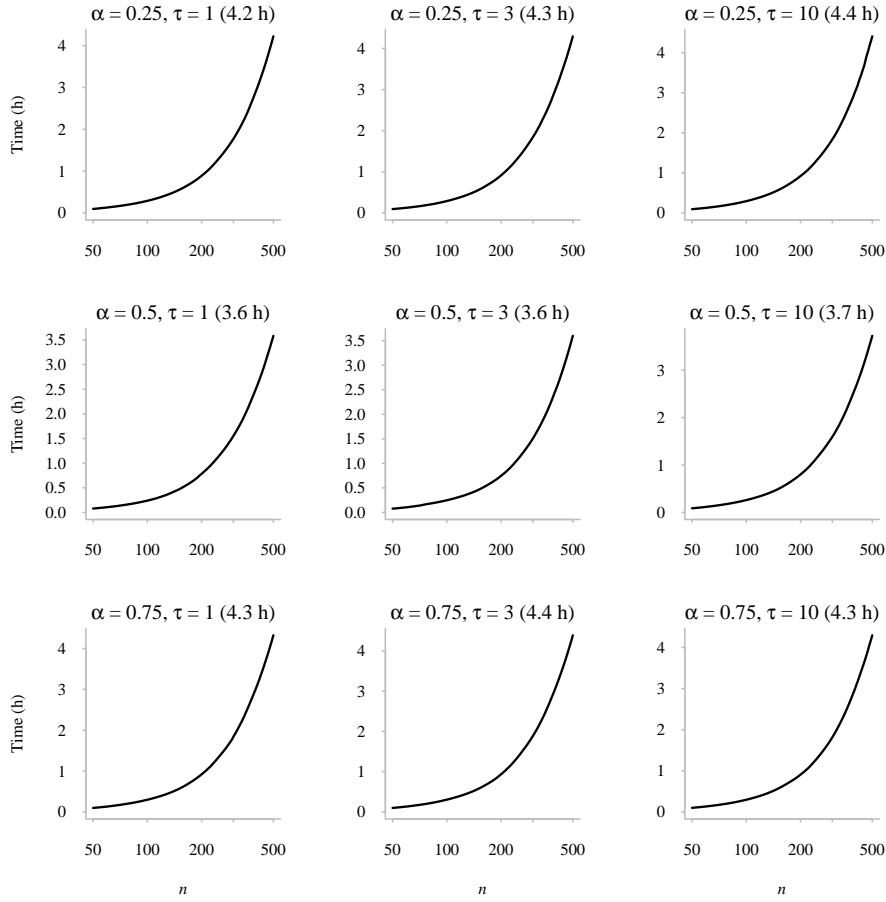 α = 0.25, τ = 1 (4.2 h)
α = 0.25, τ = 3 (4.3 h)
α = 0.25, τ = 10 (4.4 h)
Time (h)
4
3
2
1
0
4
3
2
1
0
4
3
2
1
0
50 100 200 500
50 100 200 500
50 100 200 500
α = 0.5, τ = 1 (3.6 h)
α = 0.5, τ = 3 (3.6 h)
α = 0.5, τ = 10 (3.7 h)
Time (h)
3.5
3.0
2.5
2.0
1.5
1.0
0.5
0.0
3.5
3.0
2.5
2.0
1.5
1.0
0.5
0.0
3
2
1
0
50 100 200 500
50 100 200 500
50 100 200 500
α = 0.75, τ = 1 (4.3 h)
α = 0.75, τ = 3 (4.4 h)
α = 0.75, τ = 10 (4.3 h)
Time (h)
4
3
2
1
0
4
3
2
1
0
4
3
2
1
0
50 100 200 500
50 100 200 500
50 100 200 500
n
n
n